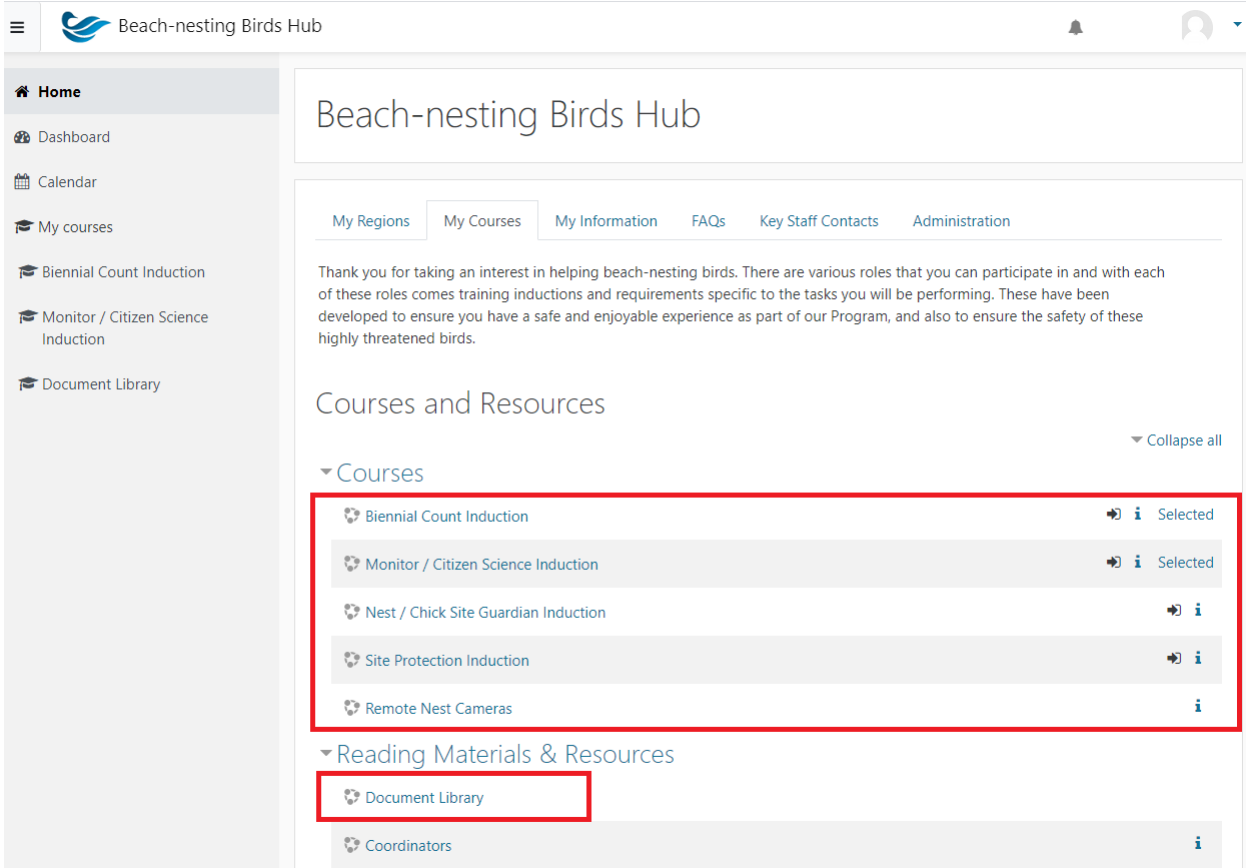 Beach-nesting Birds Hub
Home
Dashboard
Calendar
My courses
Biennial Count Induction
Monitor / Citizen Science
Induction
Document Library
Beach-nesting Birds Hub
My Regions My Courses My Information FAQs Key Staff Contacts Administration
Thank you for taking an interest in helping beach-nesting birds. There are various roles that you can participate in and with each
of these roles comes training inductions and requirements specific to the tasks you will be performing. These have been
developed to ensure you have a safe and enjoyable experience as part of our Program, and also to ensure the safety of these
highly threatened birds.
Courses and Resources
Collapse all
Courses
Biennial Count Induction Selected
Monitor / Citizen Science Induction Selected
Nest / Chick Site Guardian Induction
Site Protection Induction
Remote Nest Cameras
Reading Materials & Resources
Document Library
Coordinators